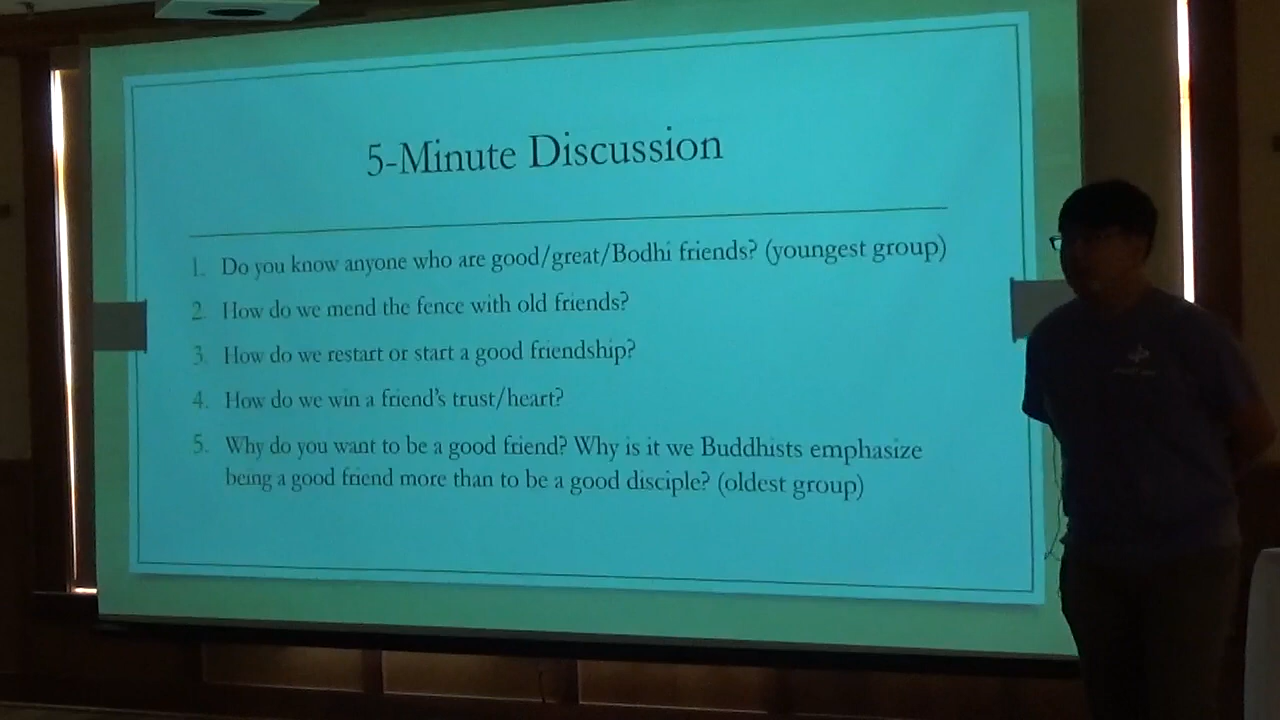 5-Minute Discussion
1. Do you know anyone who are good/great/Bodhi friends? (youngest group)
2. How do we mend the fence with old friends?
3. How do we restart or start a good friendship?
4. How do we win a friend's trust/heart?
5. Why do you want to be a good friend? Why is it we Buddhists emphasize
being a good friend more than to be a good disciple? (oldest group)